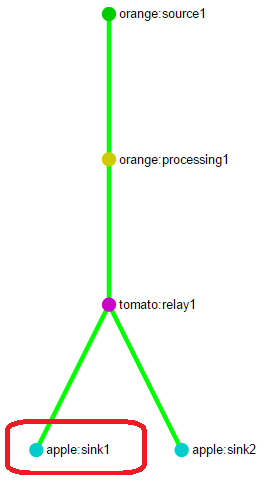 orange:source1
orange:processing1
tomato:relay1
apple:sink1
apple:sink2